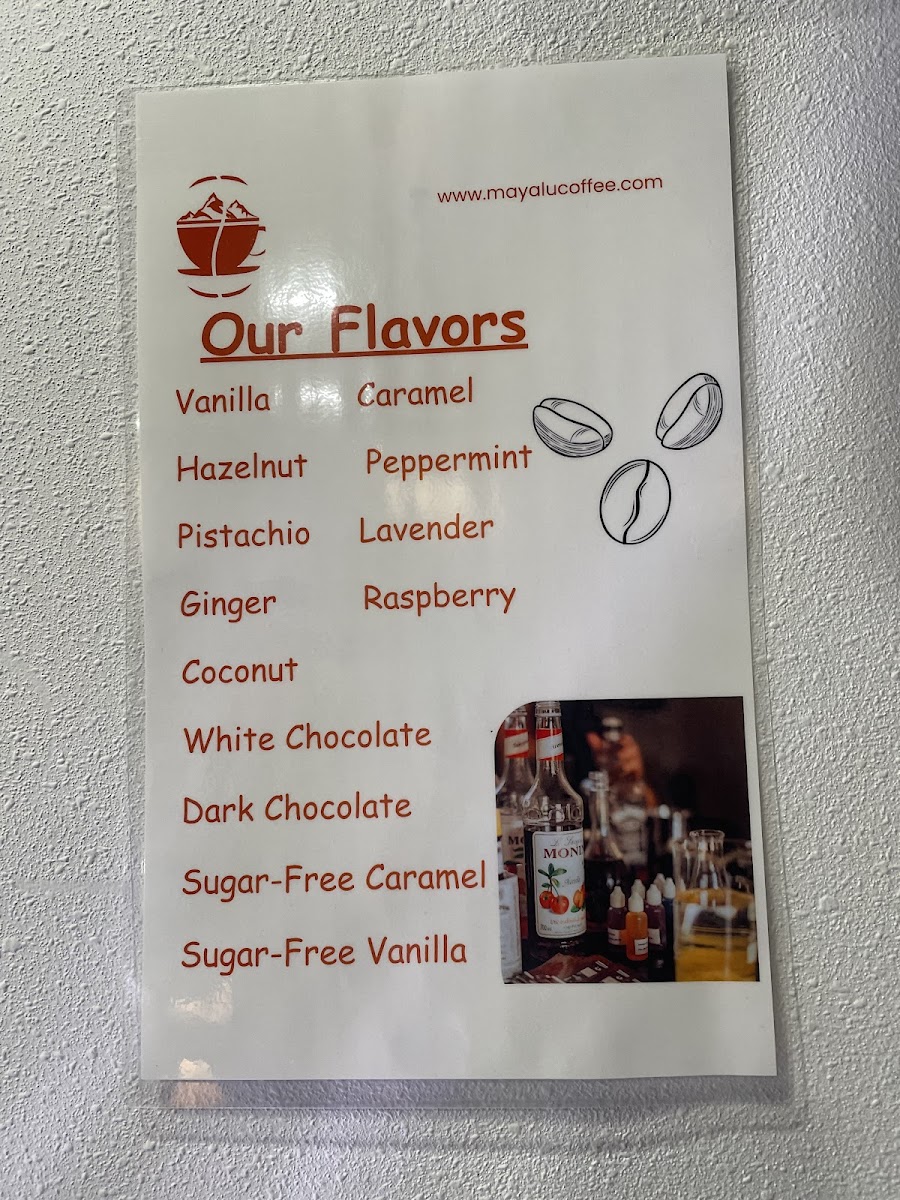 www.mayalucoffee.com
Our Flavors
Vanilla Caramel
Hazelnut Peppermint
Pistachio Lavender
Ginger Raspberry
Coconut
White Chocolate
Dark Chocolate
Sugar-Free Caramel
Sugar-Free Vanilla
MONIN